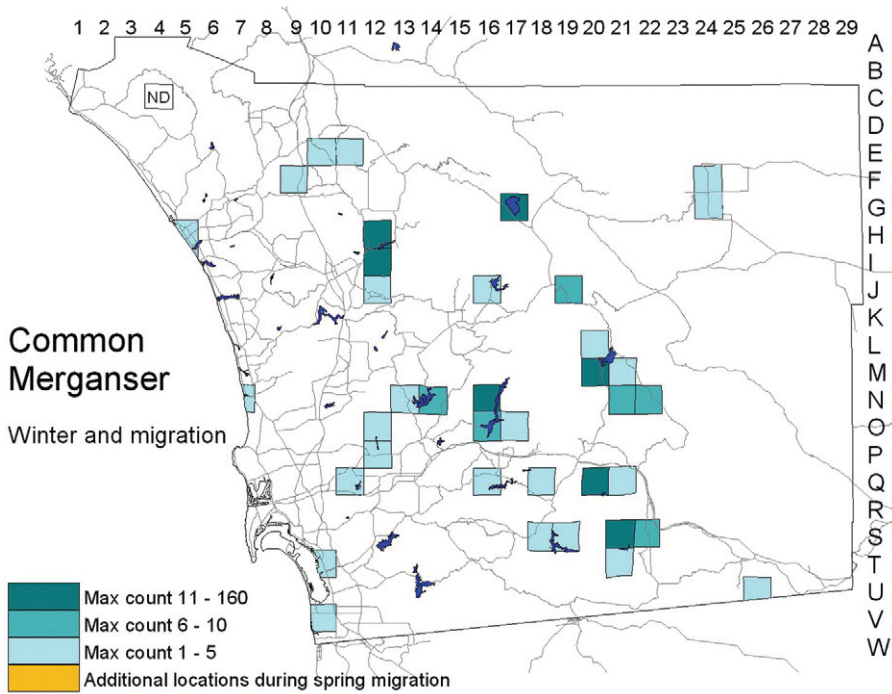 1 2 3 4 5 6 7 8 9 10 11 12 13 14 15 16 17 18 19 20 21 22 23 24 25 26 27 28 29
A
B
C
D
E
F
G
H
I
J
K
L
M
N
O
P
Q
R
S
T
U
V
W
ND
Common
Merganser
Winter and migration
Max count 11 - 160
Max count 6 - 10
Max count 1 - 5
Additional locations during spring migration